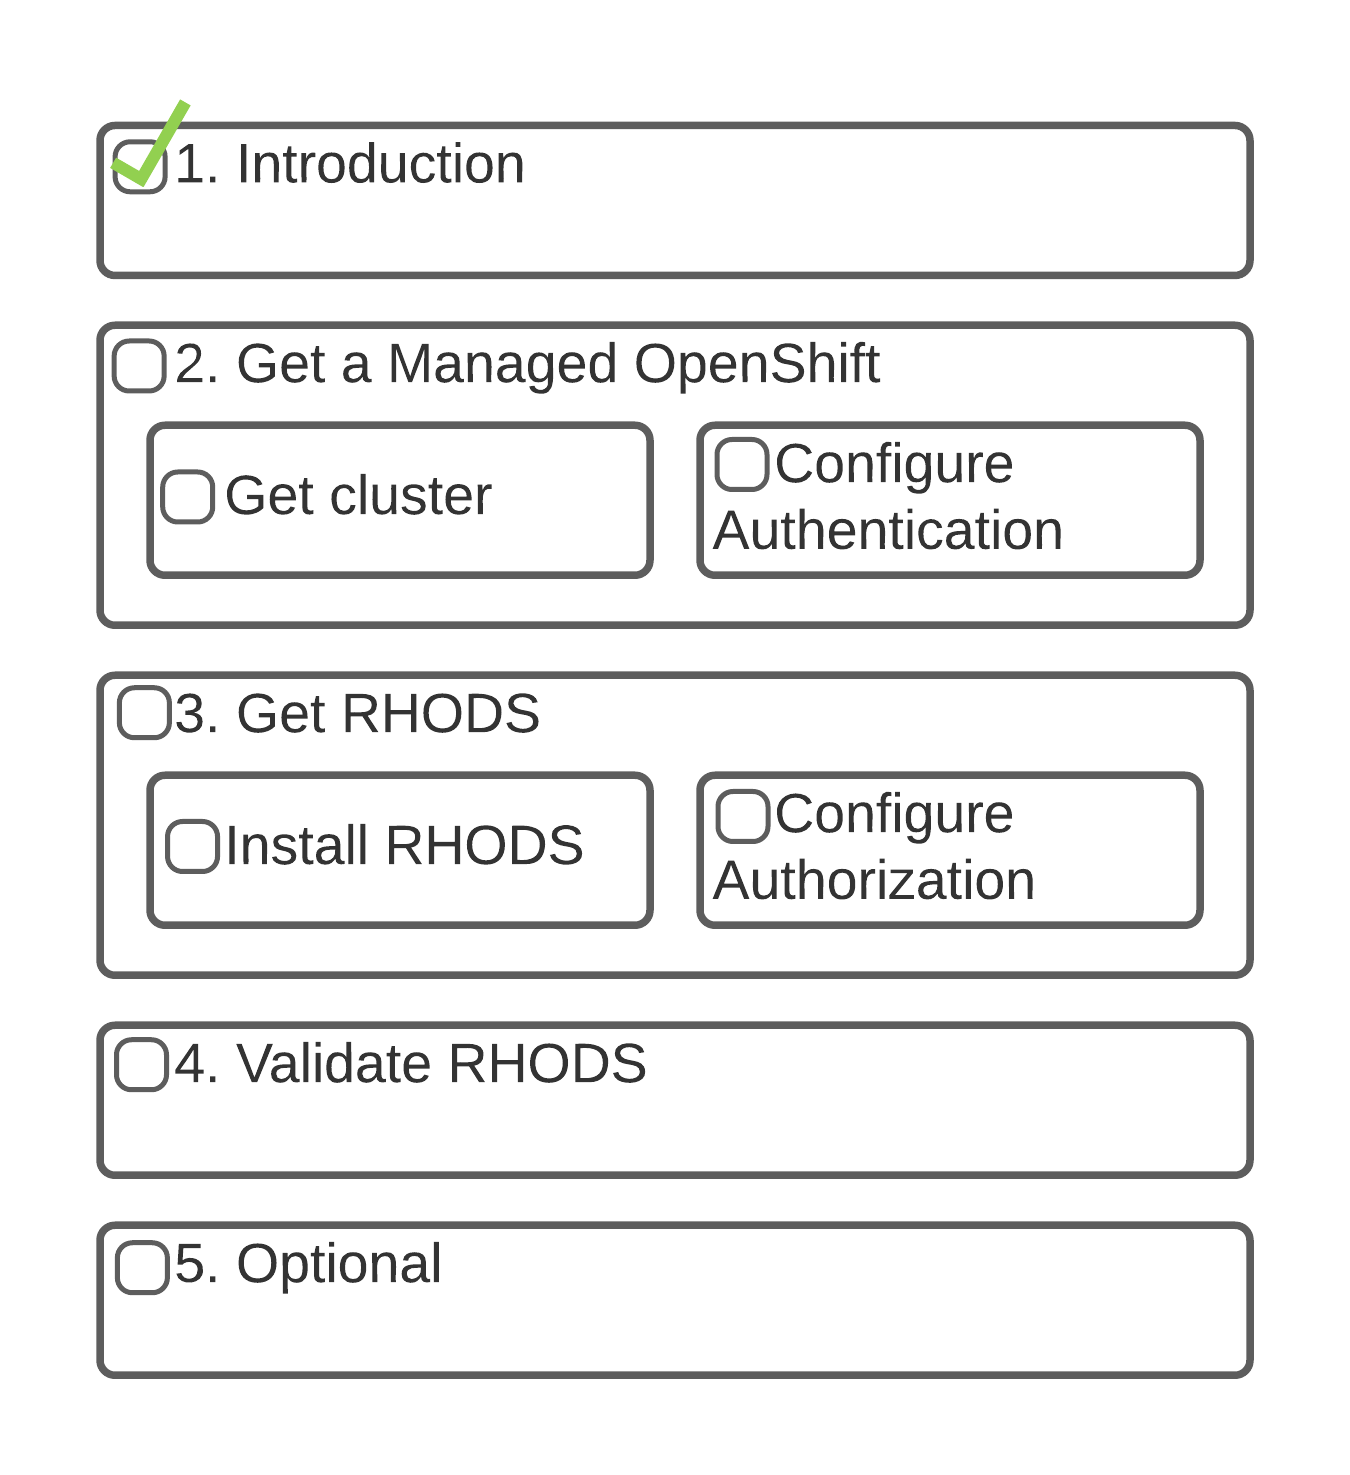 1. Introduction
2. Get a Managed OpenShift
Get cluster
Configure
Authentication
3. Get RHODS
Install RHODS
Configure
Authorization
4. Validate RHODS
5. Optional